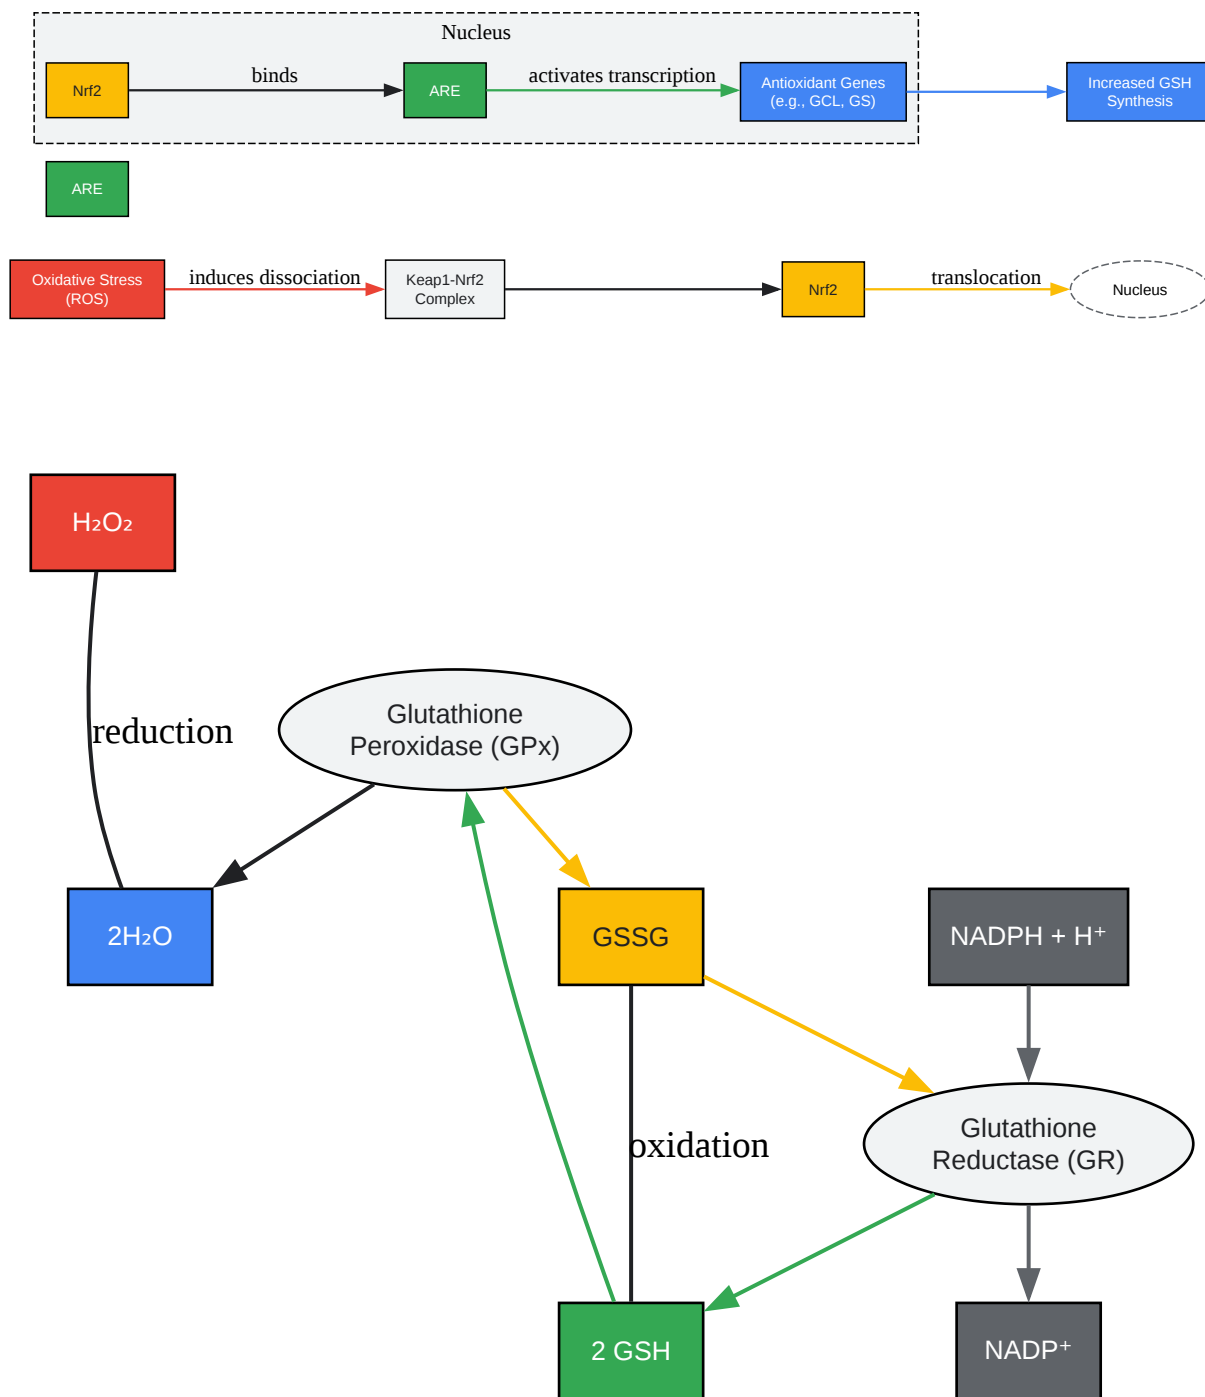 Nucleus
Nrf2
binds
ARE
activates transcription
Antioxidant Genes
(e.g., GCL, GS)
Increased GSH
Synthesis
ARE
Oxidative Stress
(ROS)
induces dissociation
Keap1-Nrf2
Complex
Nrf2
translocation
Nucleus
H₂O₂
reduction
Glutathione
Peroxidase (GPx)
2H₂O
GSSG
NADPH + H⁺
oxidation
Glutathione
Reductase (GR)
2 GSH
NADP⁺